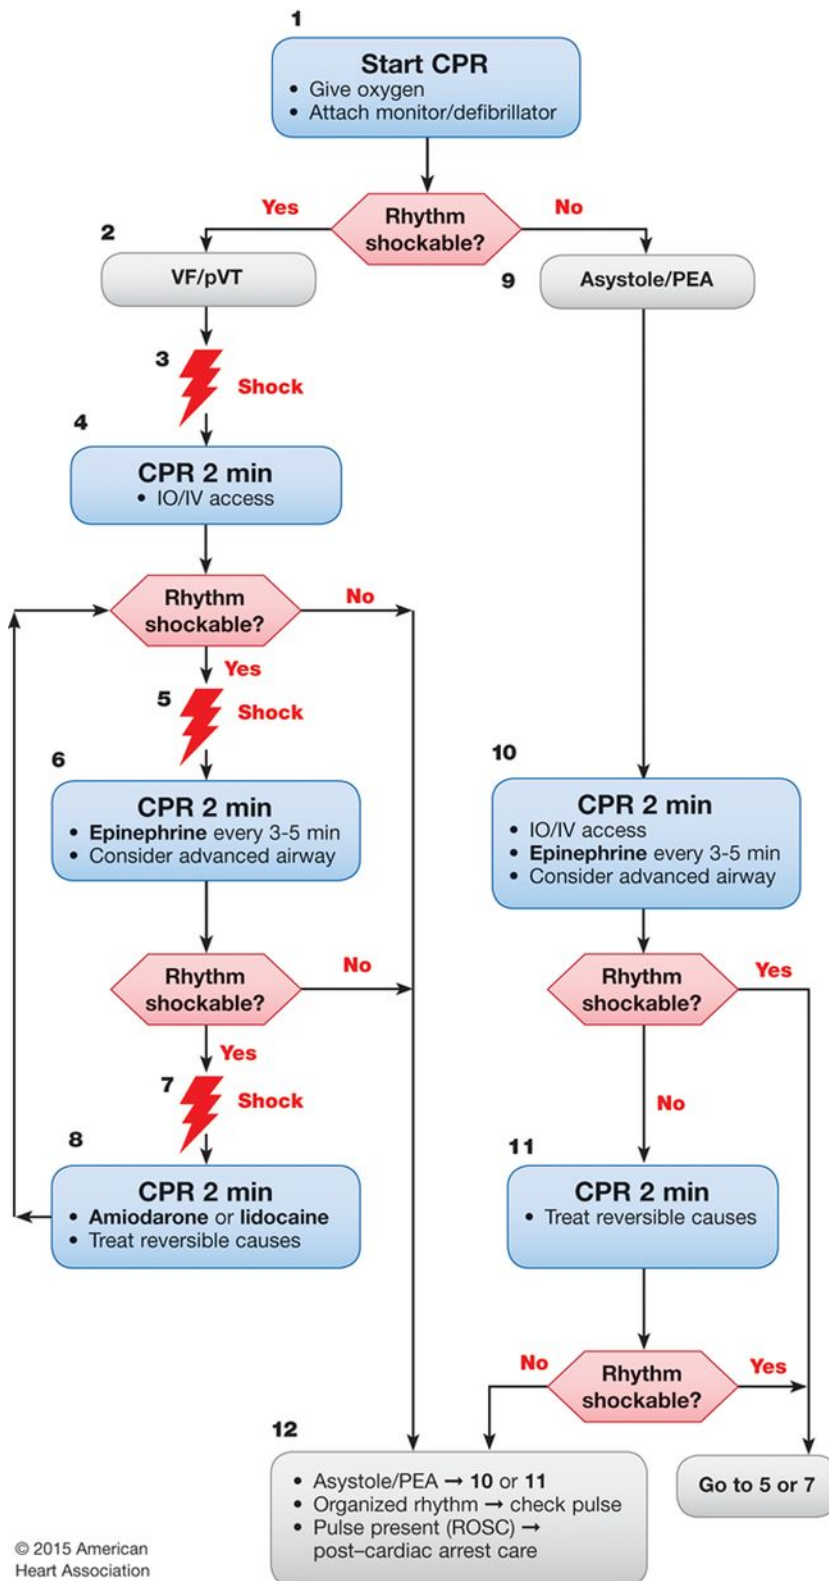 1
Start CPR
• Give oxygen
• Attach monitor/defibrillator
Yes
Rhythm
shockable?
No
2
VF/pVT
9
Asystole/PEA
3
Shock
4
CPR 2 min
• IO/IV access
Rhythm
shockable?
No
Yes
5
Shock
6
CPR 2 min
• Epinephrine every 3-5 min
• Consider advanced airway
10
CPR 2 min
• IO/IV access
• Epinephrine every 3-5 min
• Consider advanced airway
Rhythm
shockable?
No
Rhythm
shockable?
Yes
Yes
7
Shock
No
8
CPR 2 min
• Amiodarone or lidocaine
• Treat reversible causes
11
CPR 2 min
• Treat reversible causes
No
Rhythm
shockable?
Yes
12
• Asystole/PEA → 10 or 11
• Organized rhythm → check pulse
• Pulse present (ROSC) →
post–cardiac arrest care
Go to 5 or 7
© 2015 American
Heart Association